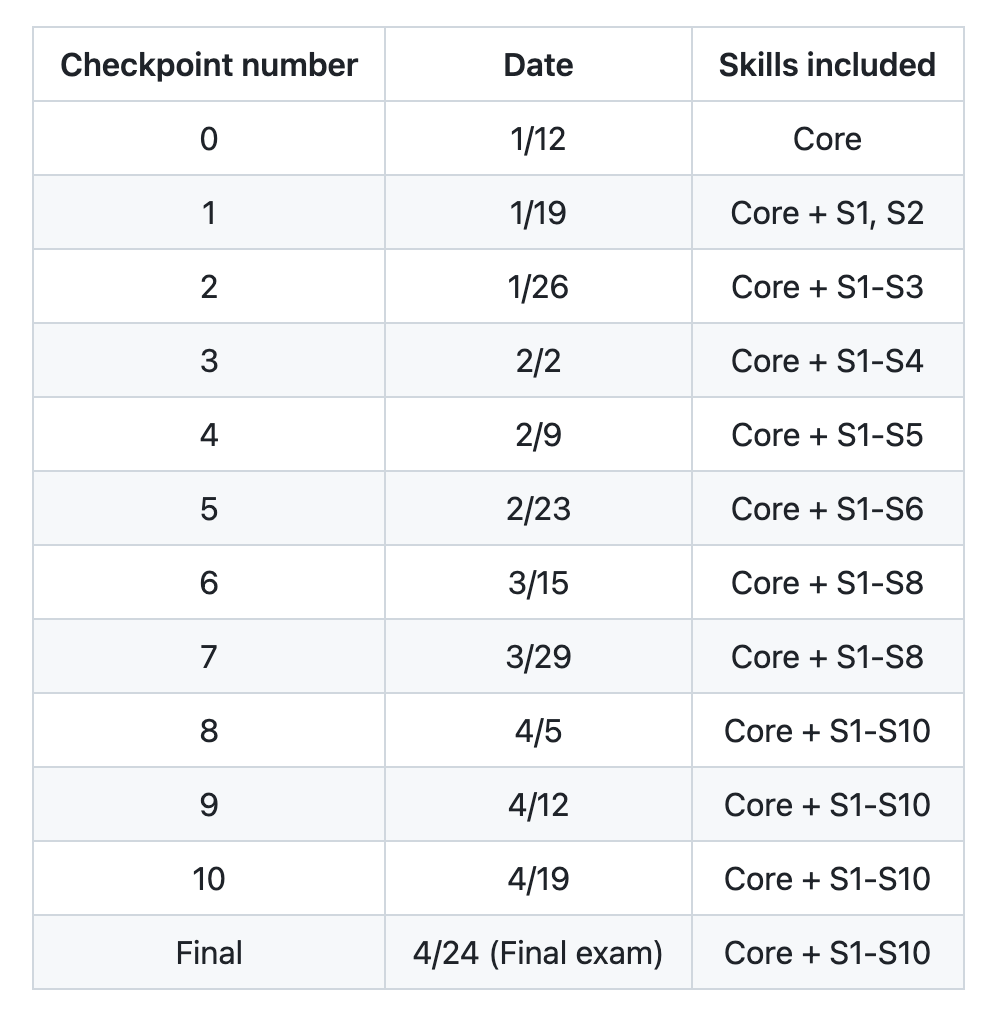 Checkpoint number Date Skills included
0 1/12 Core
1 1/19 Core + S1, S2
2 1/26 Core + S1-S3
3 2/2 Core + S1-S4
4 2/9 Core + S1-S5
5 2/23 Core + S1-S6
6 3/15 Core + S1-S8
7 3/29 Core + S1-S8
8 4/5 Core + S1-S10
9 4/12 Core + S1-S10
10 4/19 Core + S1-S10
Final 4/24 (Final exam) Core + S1-S10